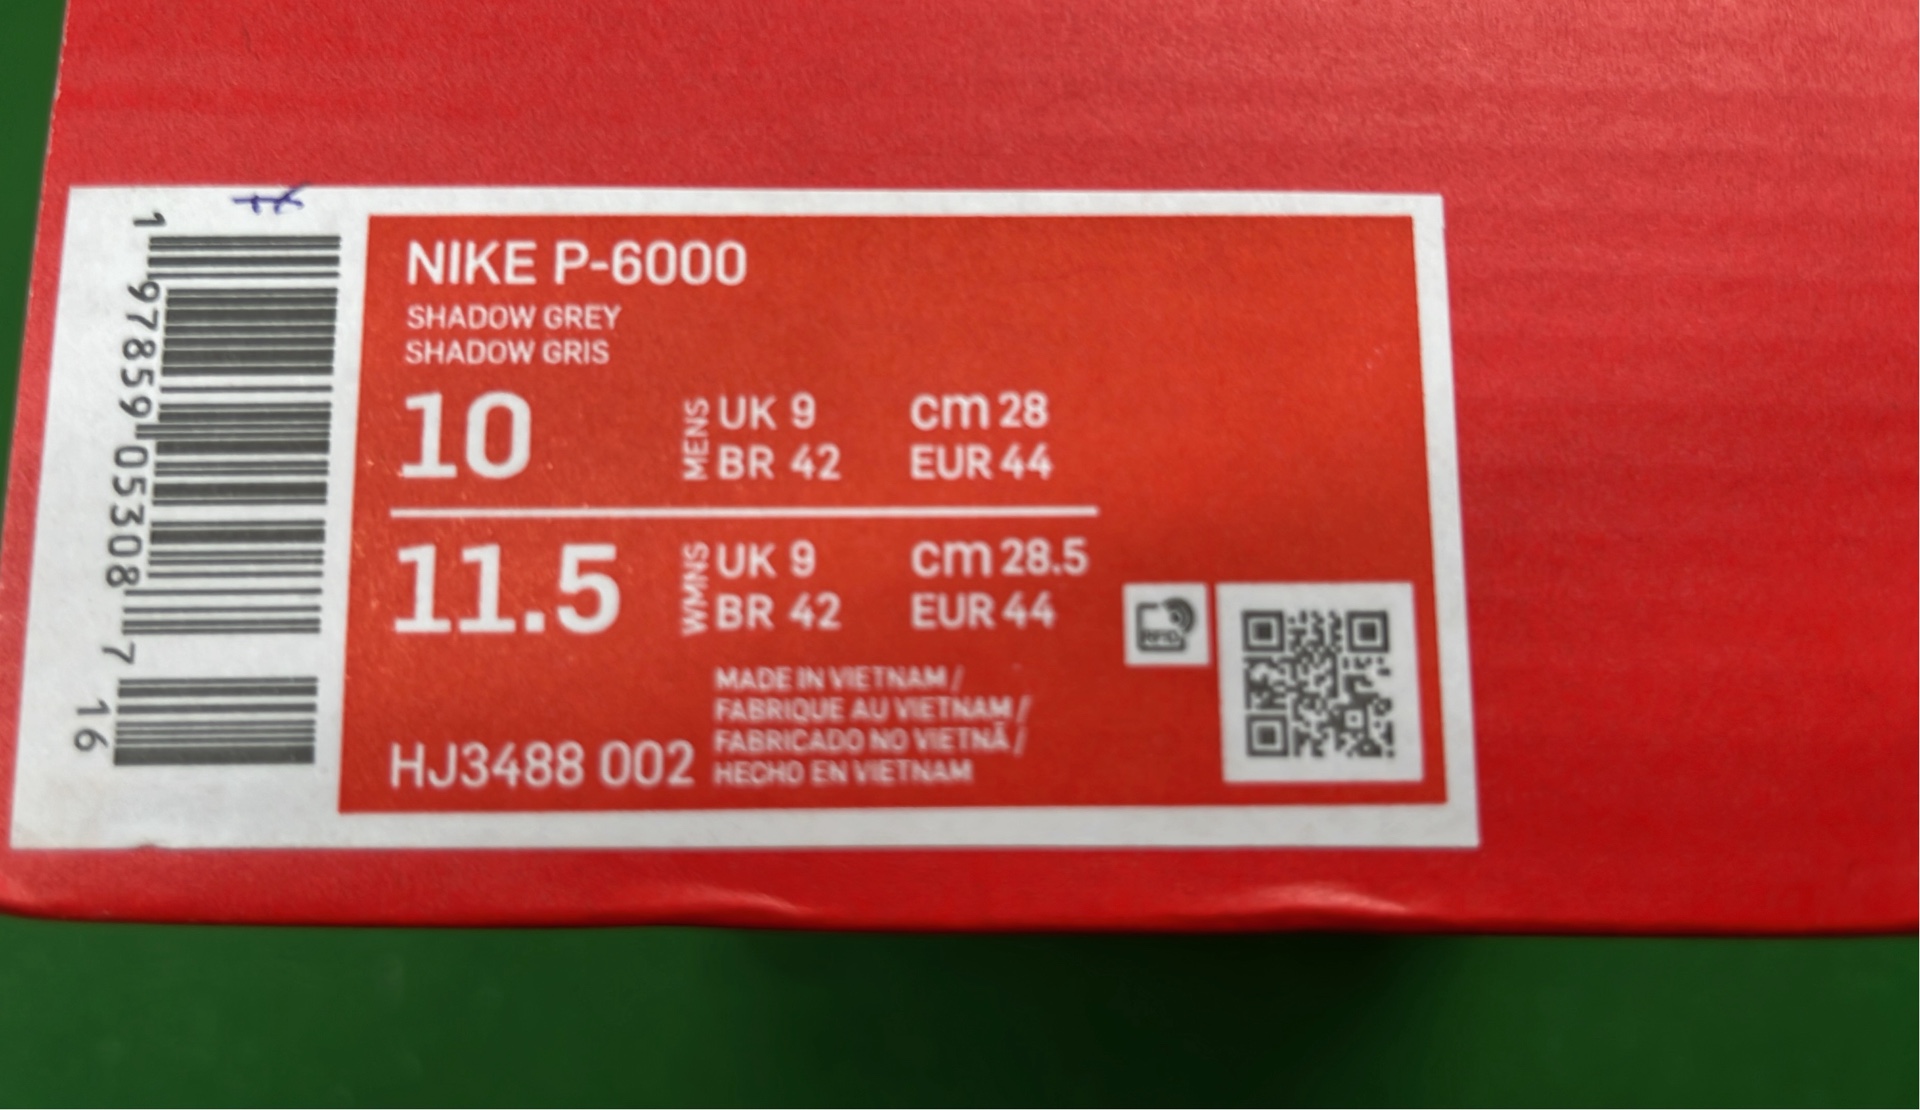 1 97859 05308 7 16
NIKE P-6000
SHADOW GREY
SHADOW GRIS
10 MENS UK 9 cm 28
BR 42 EUR 44
11.5 WMNS UK 9 cm 28.5
BR 42 EUR 44
RFID
MADE IN VIETNAM /
FABRIQUE AU VIETNAM /
FABRICADO NO VIETNÃ /
HECHO EN VIETNAM
HJ3488 002